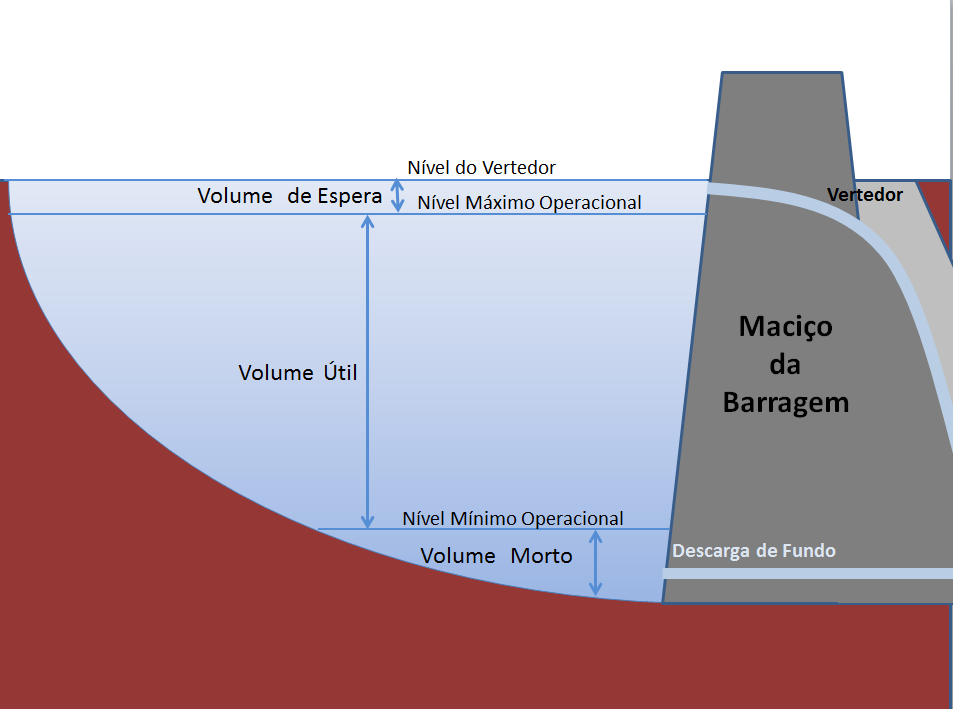 Nível do Vertedor
Volume de Espera
Nível Máximo Operacional
Vertedor
Maciço
da
Barragem
Volume Útil
Nível Mínimo Operacional
Volume Morto
Descarga de Fundo